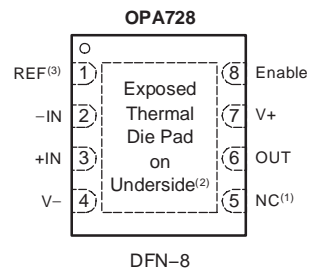 OPA728
REF(3) 1 8 Enable
−IN 2 7 V+
+IN 3 6 OUT
V− 4 5 NC(1)
Exposed
Thermal
Die Pad
on
Underside(2)
DFN−8